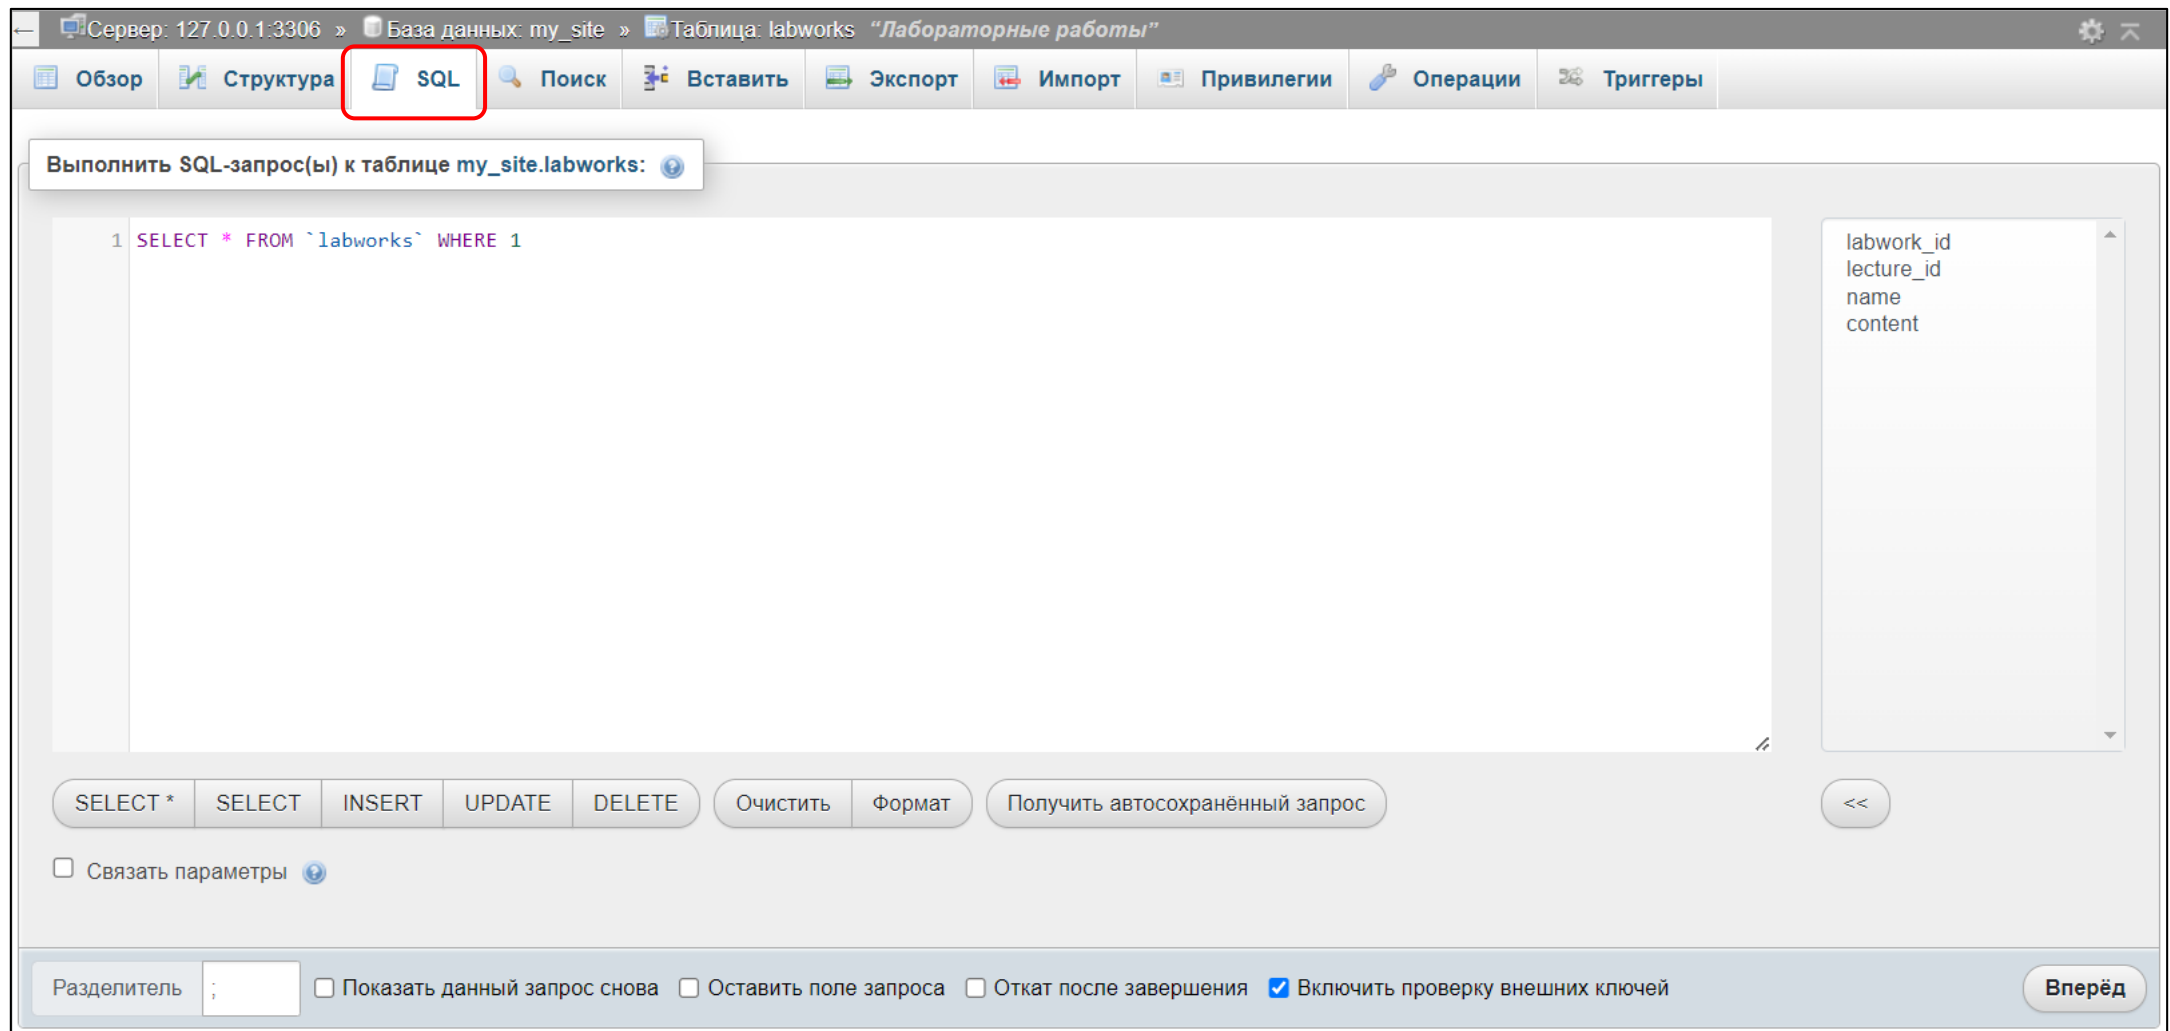 Сервер: 127.0.0.1:3306 » База данных: my_site » Таблица: labworks “Лабораторные работы”
Обзор Структура SQL Поиск Вставить Экспорт Импорт Привилегии Операции Триггеры
Выполнить SQL-запрос(ы) к таблице my_site.labworks:
1 SELECT * FROM `labworks` WHERE 1
labwork_id
lecture_id
name
content
SELECT * SELECT INSERT UPDATE DELETE Очистить Формат Получить автосохранённый запрос <<
Связать параметры
Разделитель ; Показать данный запрос снова Оставить поле запроса Откат после завершения Включить проверку внешних ключей Вперёд